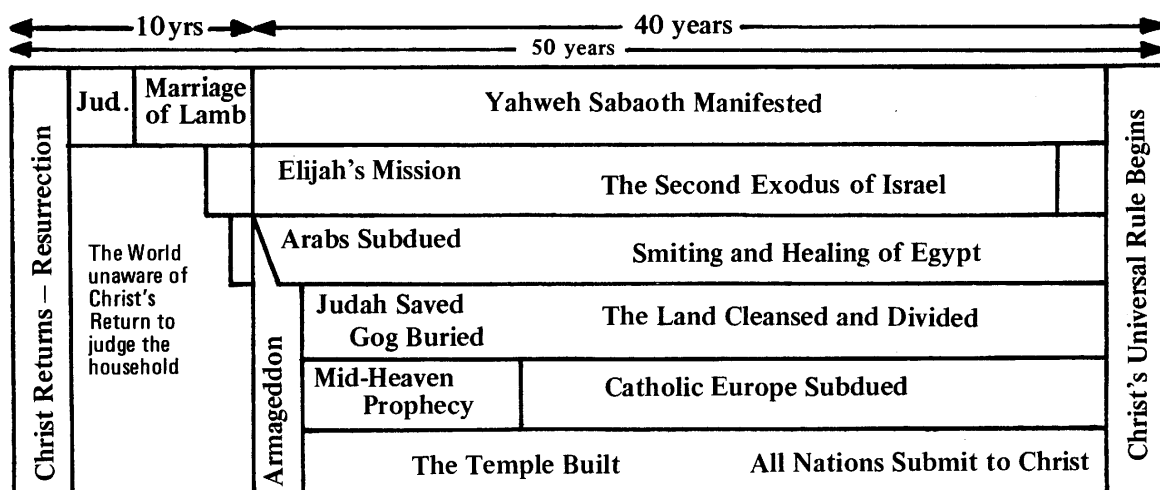 10 yrs
40 years
50 years
Christ Returns – Resurrection
Jud.
Marriage
of Lamb
Yahweh Sabaoth Manifested
Elijah's Mission
The Second Exodus of Israel
The World
unaware of
Christ's
Return to
judge the
household
Arabs Subdued
Smiting and Healing of Egypt
Armageddon
Judah Saved
Gog Buried
The Land Cleansed and Divided
Mid-Heaven
Prophecy
Catholic Europe Subdued
The Temple Built
All Nations Submit to Christ
Christ's Universal Rule Begins